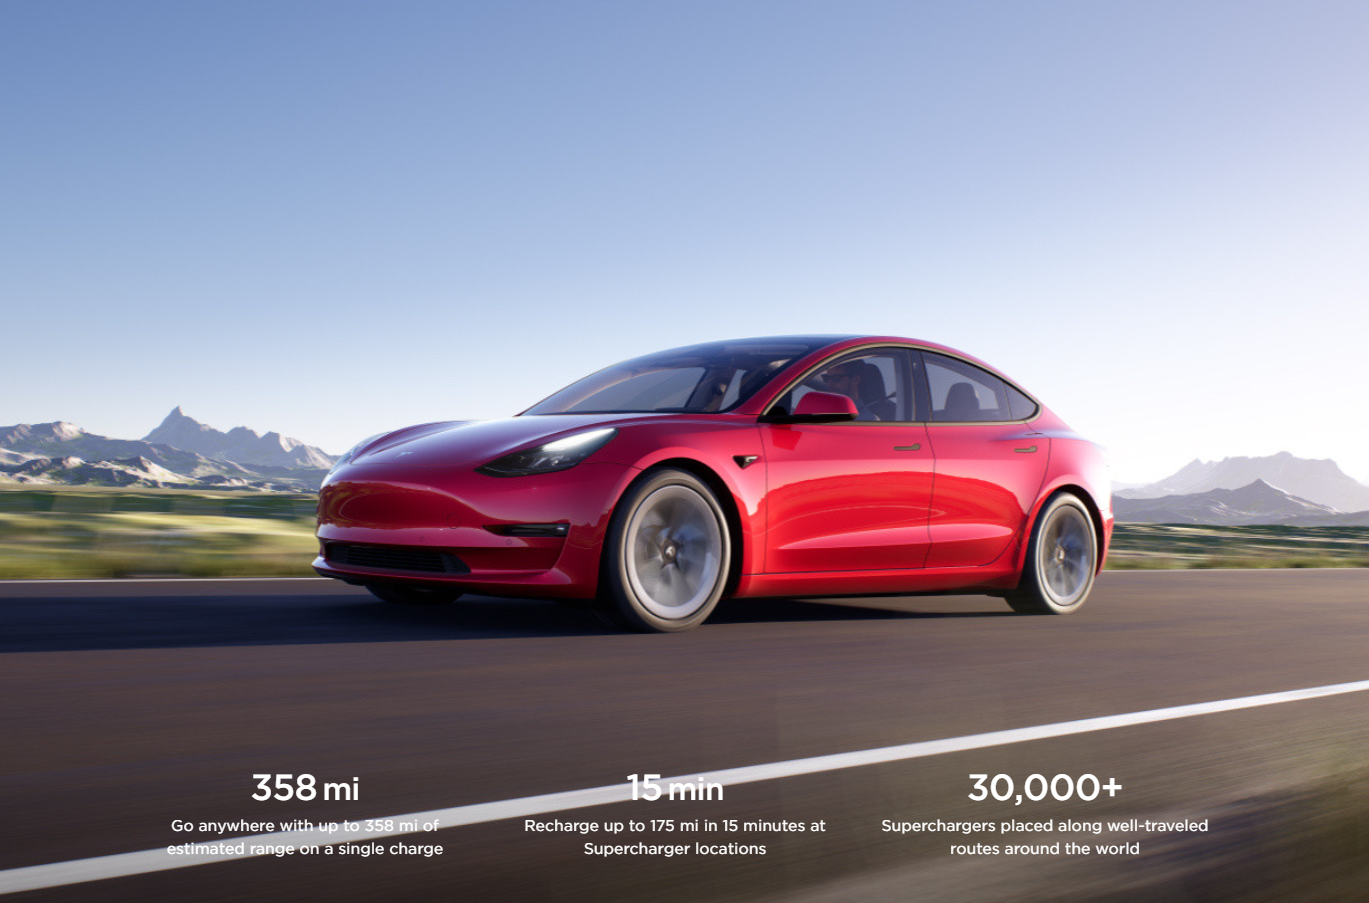 358 mi
Go anywhere with up to 358 mi of
estimated range on a single charge
15 min
Recharge up to 175 mi in 15 minutes at
Supercharger locations
30,000+
Superchargers placed along well-traveled
routes around the world